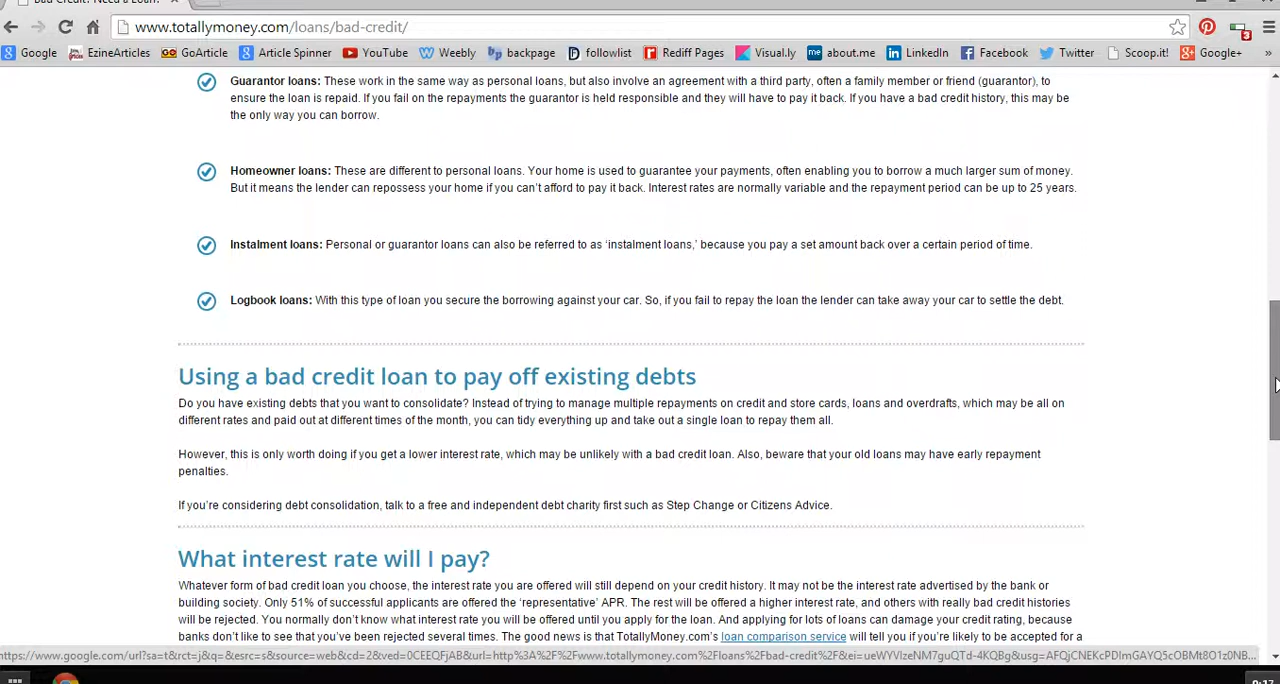 Bad Credit? Need a Loan?
www.totallymoney.com/loans/bad-credit/
3
Google EzineArticles GoArticle Article Spinner YouTube Weebly backpage followlist Rediff Pages Visual.ly about.me LinkedIn Facebook Twitter Scoop.it! Google+ »
Guarantor loans: These work in the same way as personal loans, but also involve an agreement with a third party, often a family member or friend (guarantor), to
ensure the loan is repaid. If you fail on the repayments the guarantor is held responsible and they will have to pay it back. If you have a bad credit history, this may be
the only way you can borrow.
Homeowner loans: These are different to personal loans. Your home is used to guarantee your payments, often enabling you to borrow a much larger sum of money.
But it means the lender can repossess your home if you can't afford to pay it back. Interest rates are normally variable and the repayment period can be up to 25 years.
Instalment loans: Personal or guarantor loans can also be referred to as 'instalment loans,' because you pay a set amount back over a certain period of time.
Logbook loans: With this type of loan you secure the borrowing against your car. So, if you fail to repay the loan the lender can take away your car to settle the debt.
Using a bad credit loan to pay off existing debts
Do you have existing debts that you want to consolidate? Instead of trying to manage multiple repayments on credit and store cards, loans and overdrafts, which may be all on
different rates and paid out at different times of the month, you can tidy everything up and take out a single loan to repay them all.
However, this is only worth doing if you get a lower interest rate, which may be unlikely with a bad credit loan. Also, beware that your old loans may have early repayment
penalties.
If you're considering debt consolidation, talk to a free and independent debt charity first such as Step Change or Citizens Advice.
What interest rate will I pay?
Whatever form of bad credit loan you choose, the interest rate you are offered will still depend on your credit history. It may not be the interest rate advertised by the bank or
building society. Only 51% of successful applicants are offered the 'representative' APR. The rest will be offered a higher interest rate, and others with really bad credit histories
will be rejected. You normally don't know what interest rate you will be offered until you apply for the loan. And applying for lots of loans can damage your credit rating, because
banks don't like to see that you've been rejected several times. The good news is that TotallyMoney.com's loan comparison service will tell you if you're likely to be accepted for a
https://www.google.com/url?sa=t&rct=j&q=&esrc=s&source=web&cd=2&ved=0CEEQFjAB&url=http%3A%2F%2Fwww.totallymoney.com%2Floans%2Fbad-credit%2F&ei=ueWYVIzeNM7guQTd-4KQBg&usg=AFQjCNEKcPDImGAYQ5cOBMt8O1z0NB...